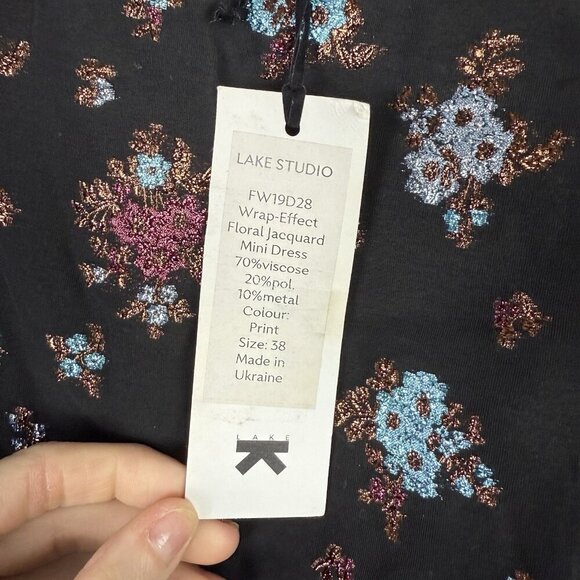 LAKE STUDIO
FW19D28
Wrap-Effect
Floral Jacquard
Mini Dress
70%viscose
20%pol.
10%metal
Colour:
Print
Size: 38
Made in
Ukraine
LAKE